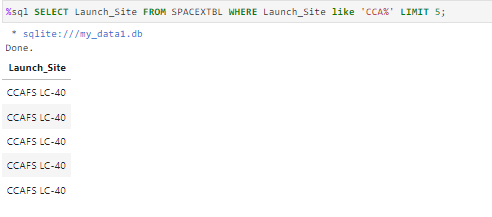 %sql SELECT Launch_Site FROM SPACEXTBL WHERE Launch_Site like 'CCA%' LIMIT 5;
* sqlite:///my_data1.db
Done.
Launch_Site
CCAFS LC-40
CCAFS LC-40
CCAFS LC-40
CCAFS LC-40
CCAFS LC-40